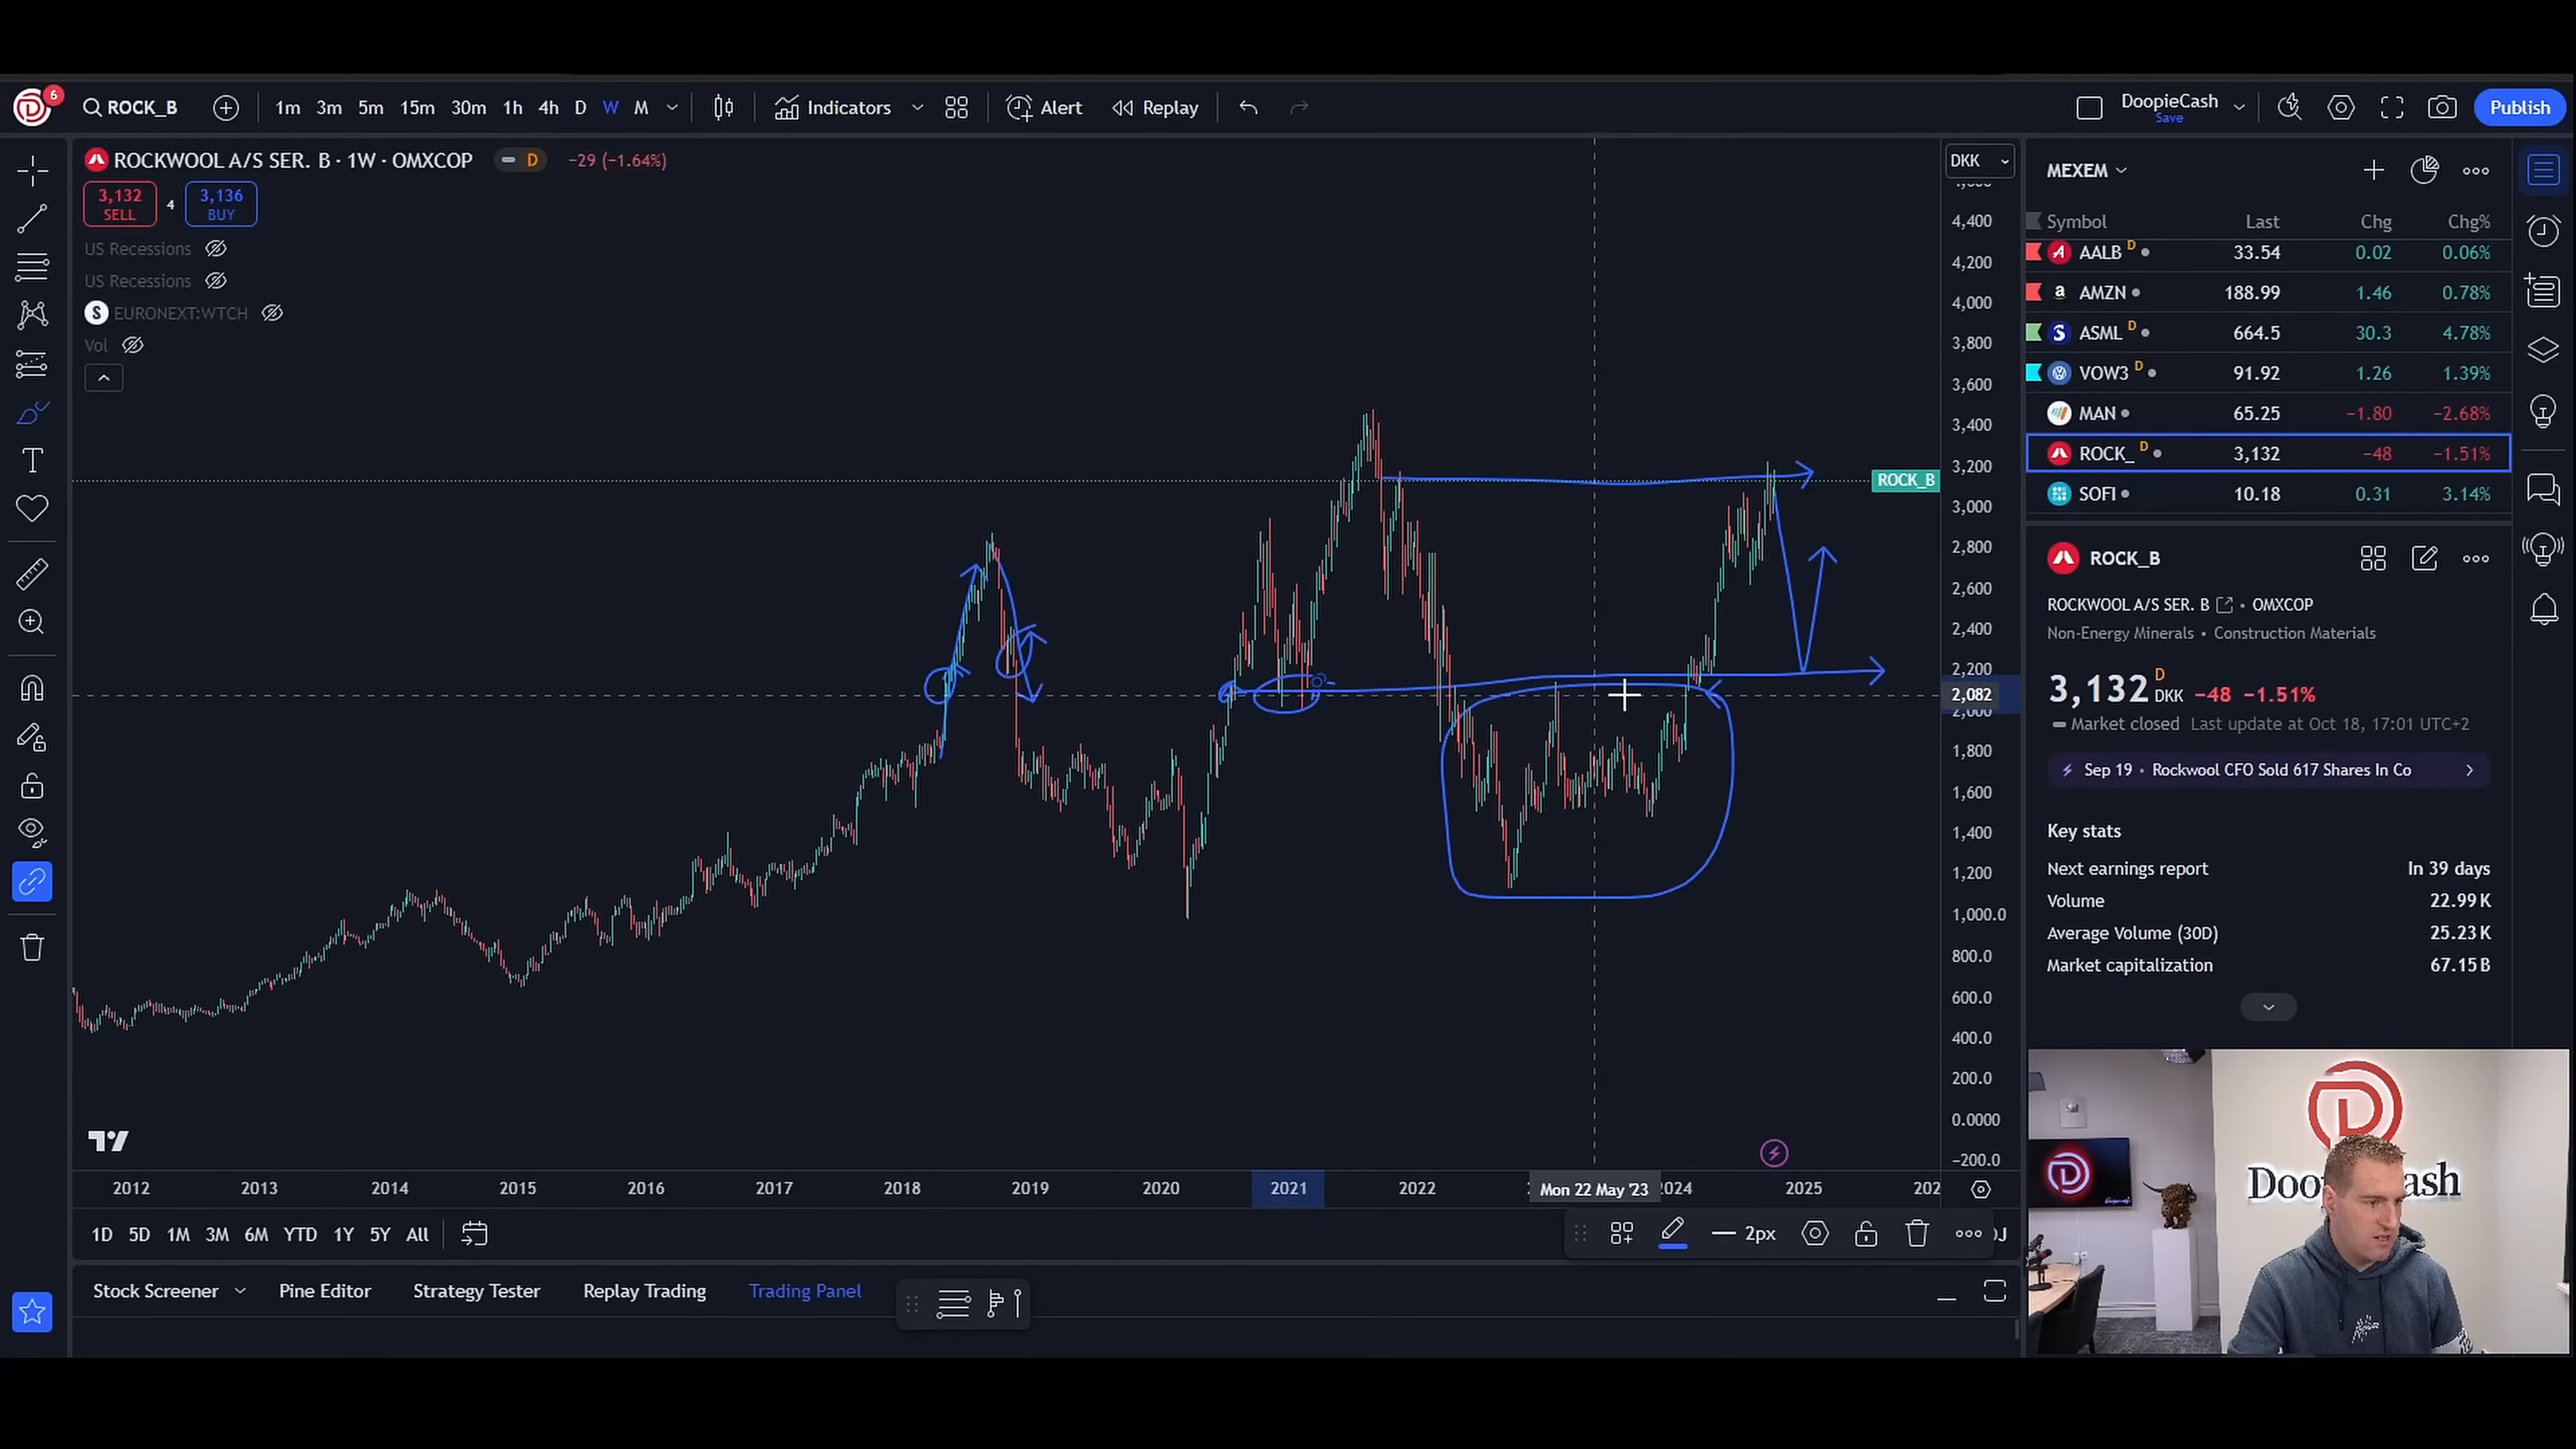 6
ROCK_B
1m 3m 5m 15m 30m 1h 4h D W M
Indicators
Alert
Replay
DoopieCash
Save
Publish
ROCKWOOL A/S SER. B · 1W · OMXCOP
D
−29 (−1.64%)
3,132
SELL
4
3,136
BUY
US Recessions
US Recessions
S EURONEXT:WTCH
Vol
DKK
4,400
4,200
4,000
3,800
3,600
3,400
3,200
ROCK_B
3,000
2,800
2,600
2,400
2,200
2,082
2,000
1,800
1,600
1,400
1,200
1,000.0
800.0
600.0
400.0
200.0
0.0000
−200.0
2012 2013 2014 2015 2016 2017 2018 2019 2020 2021 2022 Mon 22 May '23 2024 2025 202
1D 5D 1M 3M 6M YTD 1Y 5Y All
2px
DJ
Stock Screener
Pine Editor
Strategy Tester
Replay Trading
Trading Panel
MEXEM
Symbol Last Chg Chg%
AALB D 33.54 0.02 0.06%
AMZN 188.99 1.46 0.78%
ASML D 664.5 30.3 4.78%
VOW3 D 91.92 1.26 1.39%
MAN 65.25 −1.80 −2.68%
ROCK_ D 3,132 −48 −1.51%
SOFI 10.18 0.31 3.14%
ROCK_B
ROCKWOOL A/S SER. B · OMXCOP
Non-Energy Minerals · Construction Materials
3,132 D DKK −48 −1.51%
Market closed Last update at Oct 18, 17:01 UTC+2
Sep 19 · Rockwool CFO Sold 617 Shares In Co
Key stats
Next earnings report In 39 days
Volume 22.99 K
Average Volume (30D) 25.23 K
Market capitalization 67.15 B